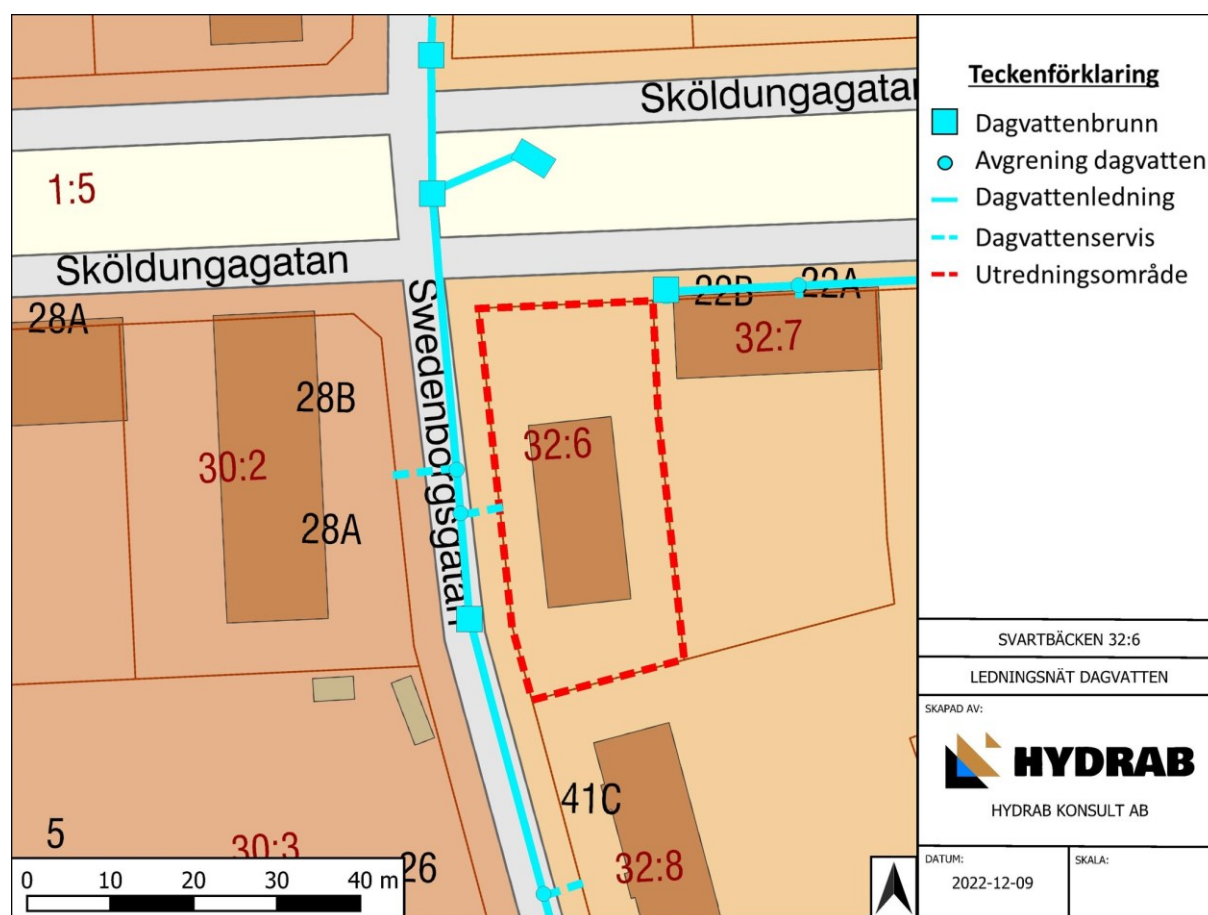 Sköldungagatan
1:5
Sköldungagatan
28A
Swedenborgsgatan
22B
22A
32:7
28B
32:6
30:2
28A
41C
5
30:3
26
32:8
0 10 20 30 40 m
Teckenförklaring
Dagvattenbrunn
Avgrening dagvatten
Dagvattenledning
Dagvattenservis
Utredningsområde
SVARTBÄCKEN 32:6
LEDNINGSNÄT DAGVATTEN
SKAPAD AV:
HYDRAB
HYDRAB KONSULT AB
DATUM:
2022-12-09
SKALA: